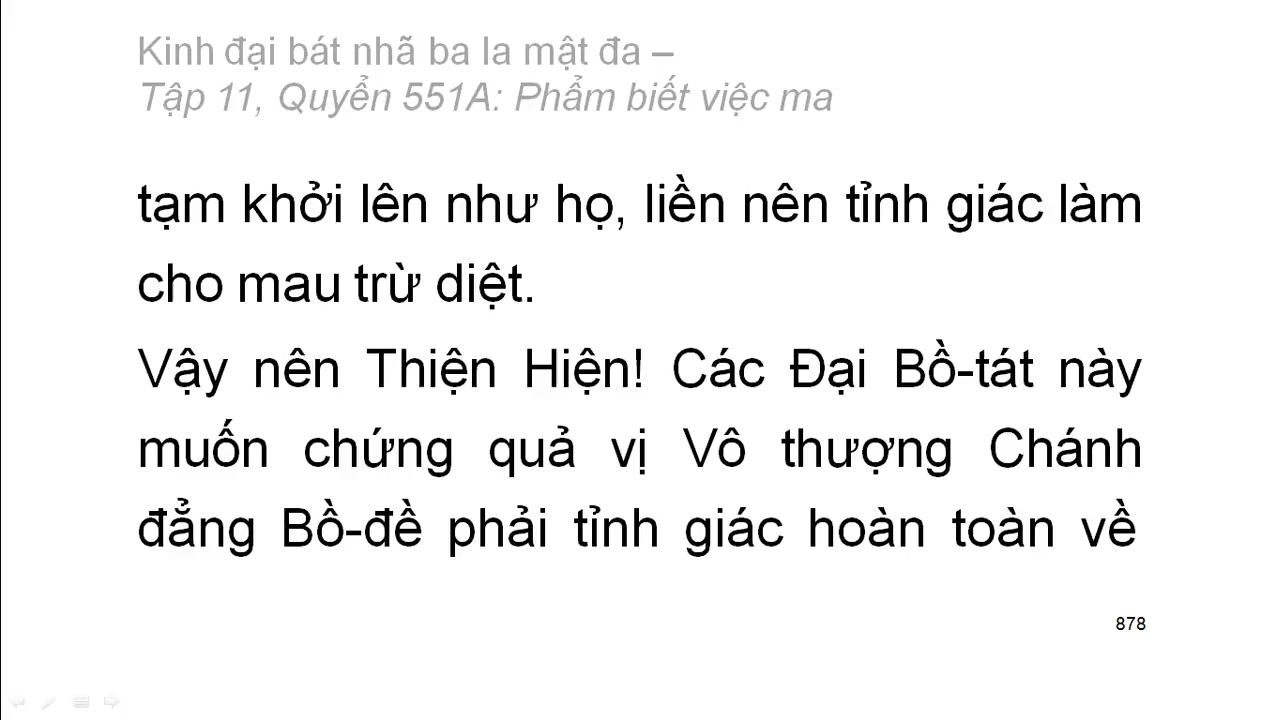 Kinh đại bát nhã ba la mật đa –
Tập 11, Quyển 551A: Phẩm biết việc ma
tạm khởi lên như họ, liền nên tỉnh giác làm
cho mau trừ diệt.
Vậy nên Thiện Hiện! Các Đại Bồ-tát này
muốn chứng quả vị Vô thượng Chánh
đẳng Bồ-đề phải tỉnh giác hoàn toàn về
878